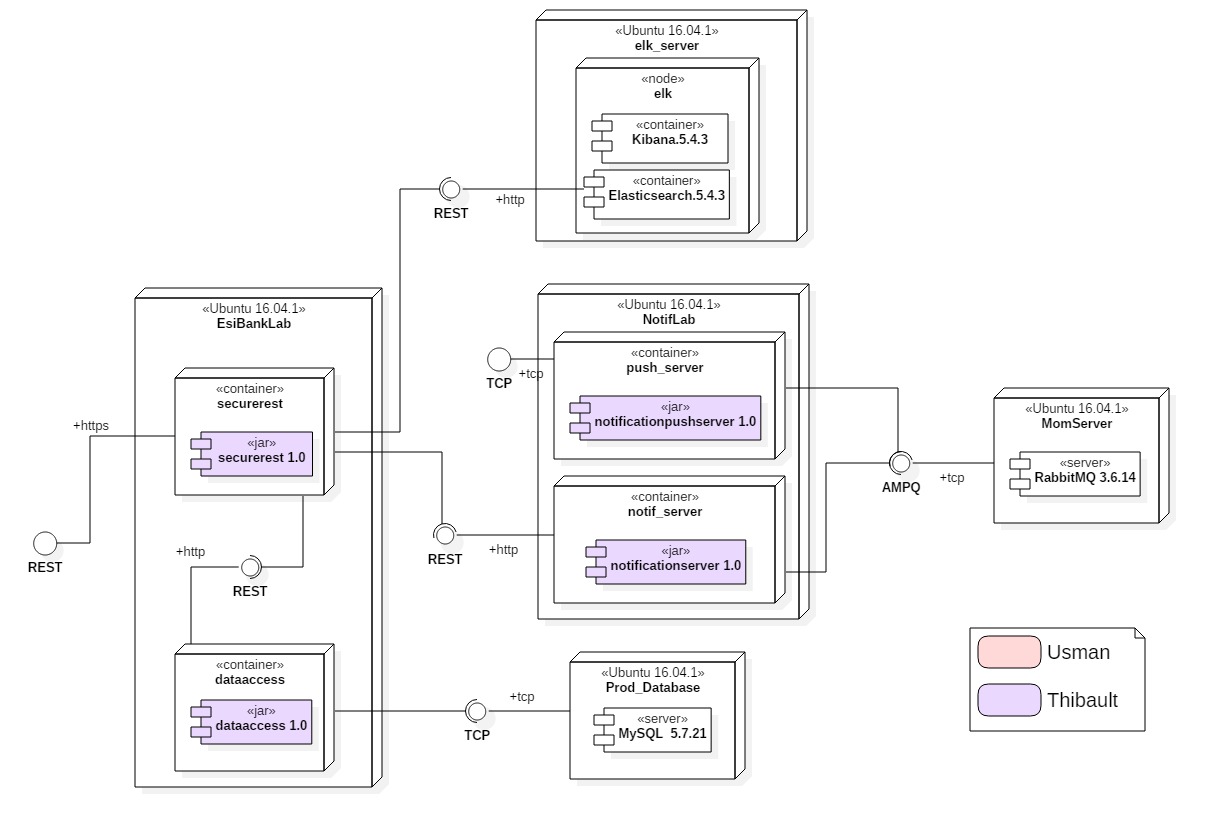 «Ubuntu 16.04.1»
elk_server
«node»
elk
«container»
Kibana.5.4.3
«container»
Elasticsearch.5.4.3
REST
+http
«Ubuntu 16.04.1»
EsiBankLab
«container»
securerest
«jar»
securerest 1.0
+https
REST
+http
REST
«container»
dataaccess
«jar»
dataaccess 1.0
«Ubuntu 16.04.1»
NotifLab
«container»
push_server
«jar»
notificationpushserver 1.0
TCP
+tcp
«container»
notif_server
«jar»
notificationserver 1.0
REST
+http
AMPQ
+tcp
«Ubuntu 16.04.1»
MomServer
«server»
RabbitMQ 3.6.14
TCP
+tcp
«Ubuntu 16.04.1»
Prod_Database
«server»
MySQL  5.7.21
Usman
Thibault